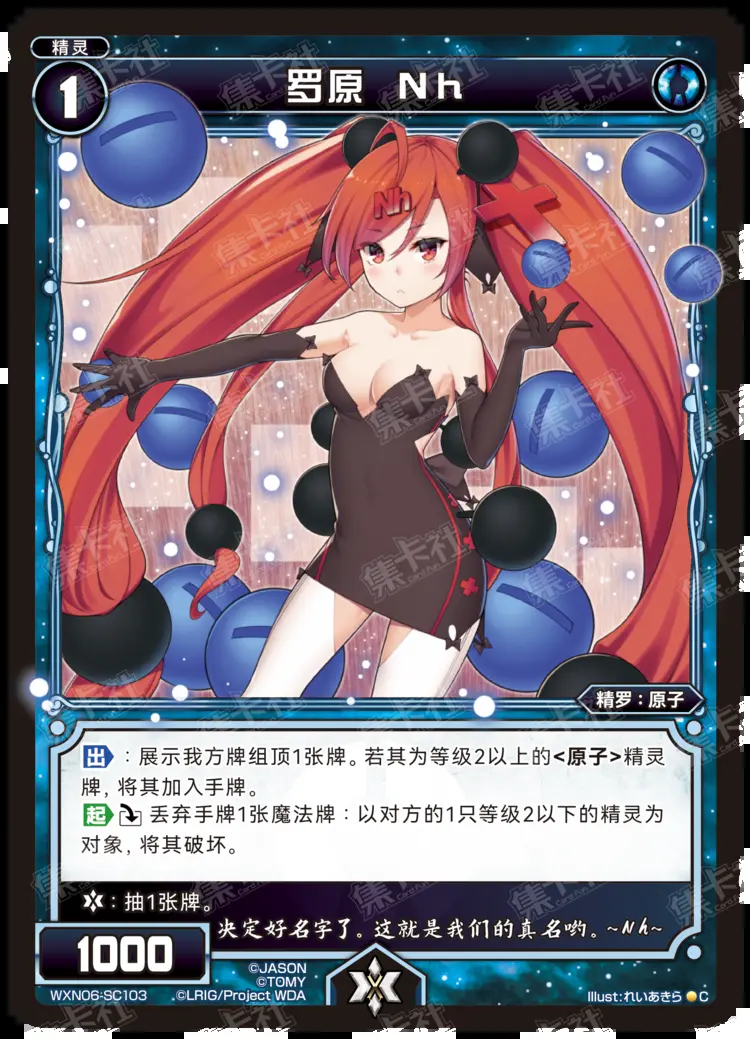 精灵
1
罗原 Nh
Nh
精罗：原子
出：展示我方牌组顶1张牌。若其为等级2以上的<原子>精灵
牌，将其加入手牌。
起 丢弃手牌1张魔法牌：以对方的1只等级2以下的精灵为
对象，将其破坏。
：抽1张牌。
决定好名字了。这就是我们的真名哟。~Nh~
1000
©JASON
©TOMY
WXN06-SC103 ©LRIG/Project WDA
Illust:れいあきら C
集卡社